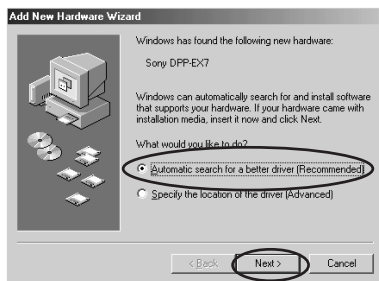 Add New Hardware Wizard
Windows has found the following new hardware:
Sony DPP-EX7
Windows can automatically search for and install software
that supports your hardware. If your hardware came with
installation media, insert it now and click Next.
What would you like to do?
Automatic search for a better driver (Recommended)
Specify the location of the driver (Advanced)
< Back Next > Cancel